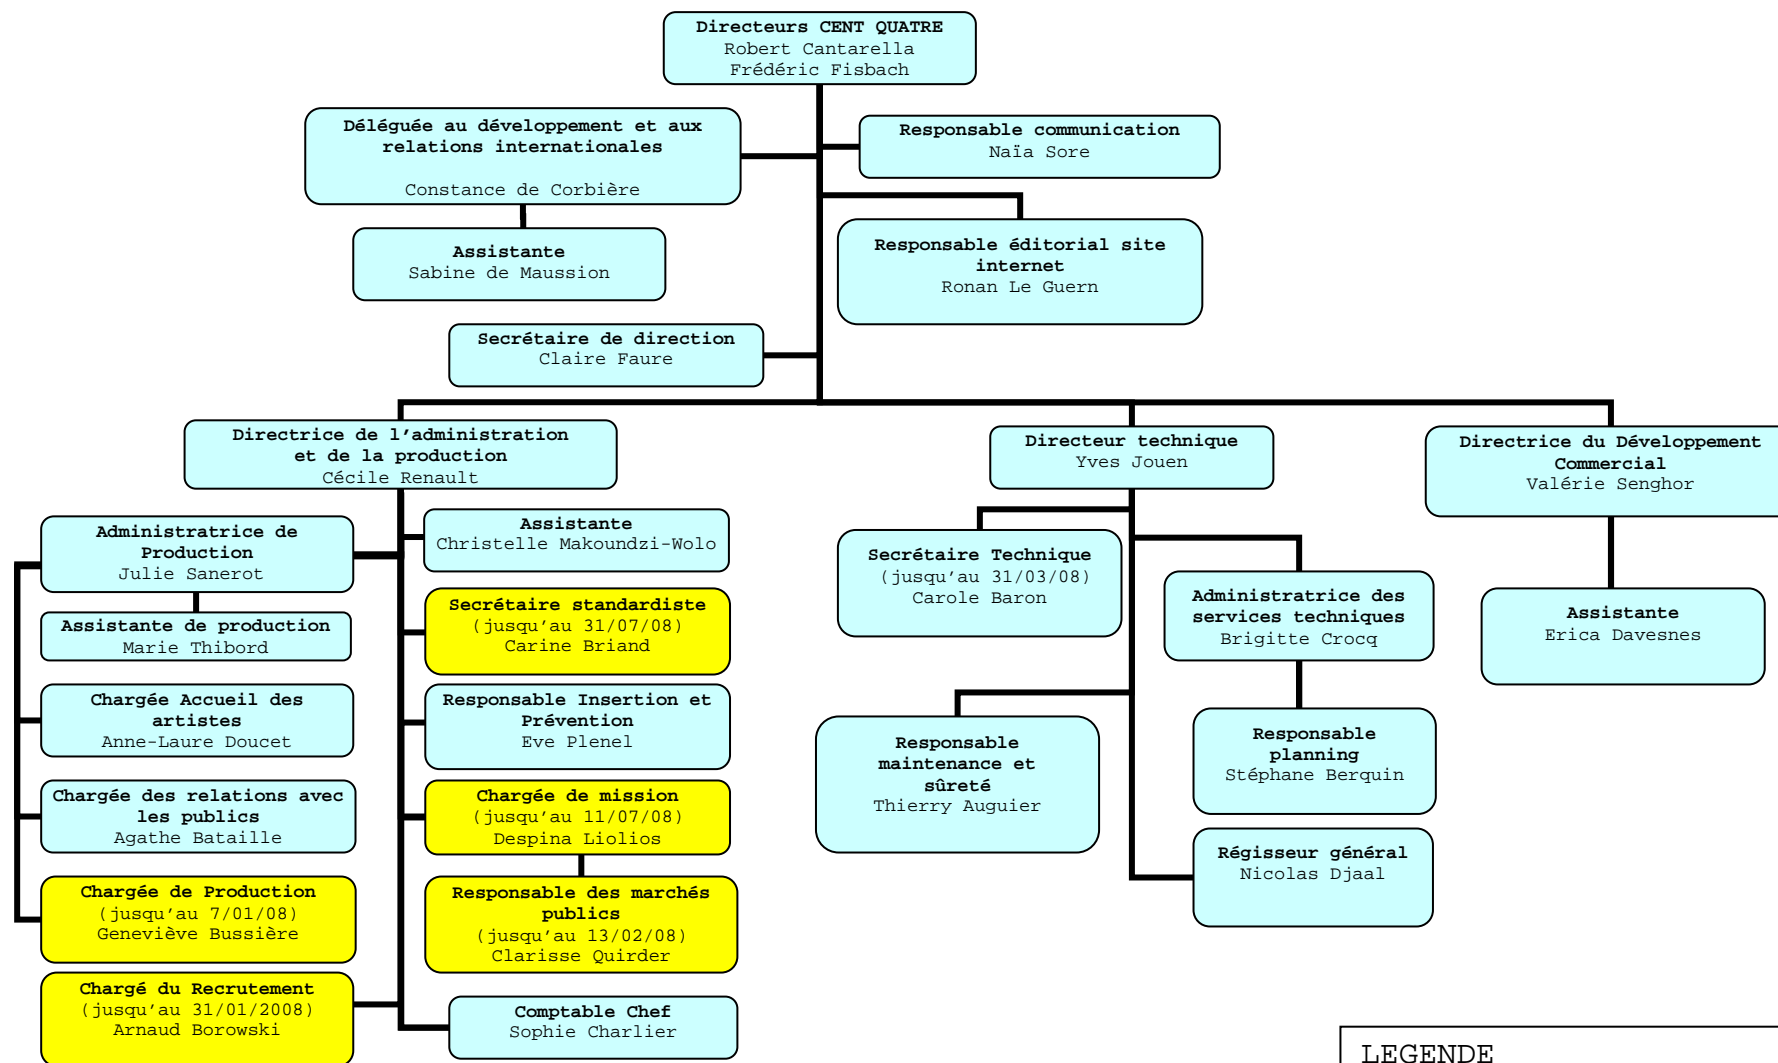 Directeurs CENT QUATRE
Robert Cantarella
Frédéric Fisbach
Déléguée au développement et aux
relations internationales
Constance de Corbière
Responsable communication
Naïa Sore
Assistante
Sabine de Maussion
Responsable éditorial site
internet
Ronan Le Guern
Secrétaire de direction
Claire Faure
Directrice de l’administration
et de la production
Cécile Renault
Directeur technique
Yves Jouen
Directrice du Développement
Commercial
Valérie Senghor
Administratrice de
Production
Julie Sanerot
Assistante
Christelle Makoundzi-Wolo
Secrétaire Technique
(jusqu’au 31/03/08)
Carole Baron
Administratrice des
services techniques
Brigitte Crocq
Assistante
Erica Davesnes
Assistante de production
Marie Thibord
Secrétaire standardiste
(jusqu’au 31/07/08)
Carine Briand
Chargée Accueil des
artistes
Anne-Laure Doucet
Responsable Insertion et
Prévention
Eve Plenel
Responsable
maintenance et
sûreté
Thierry Auguier
Responsable
planning
Stéphane Berquin
Chargée des relations avec
les publics
Agathe Bataille
Chargée de mission
(jusqu’au 11/07/08)
Despina Liolios
Régisseur général
Nicolas Djaal
Chargée de Production
(jusqu’au 7/01/08)
Geneviève Bussière
Responsable des marchés
publics
(jusqu’au 13/02/08)
Clarisse Quirder
Chargé du Recrutement
(jusqu’au 31/01/2008)
Arnaud Borowski
Comptable Chef
Sophie Charlier
LEGENDE